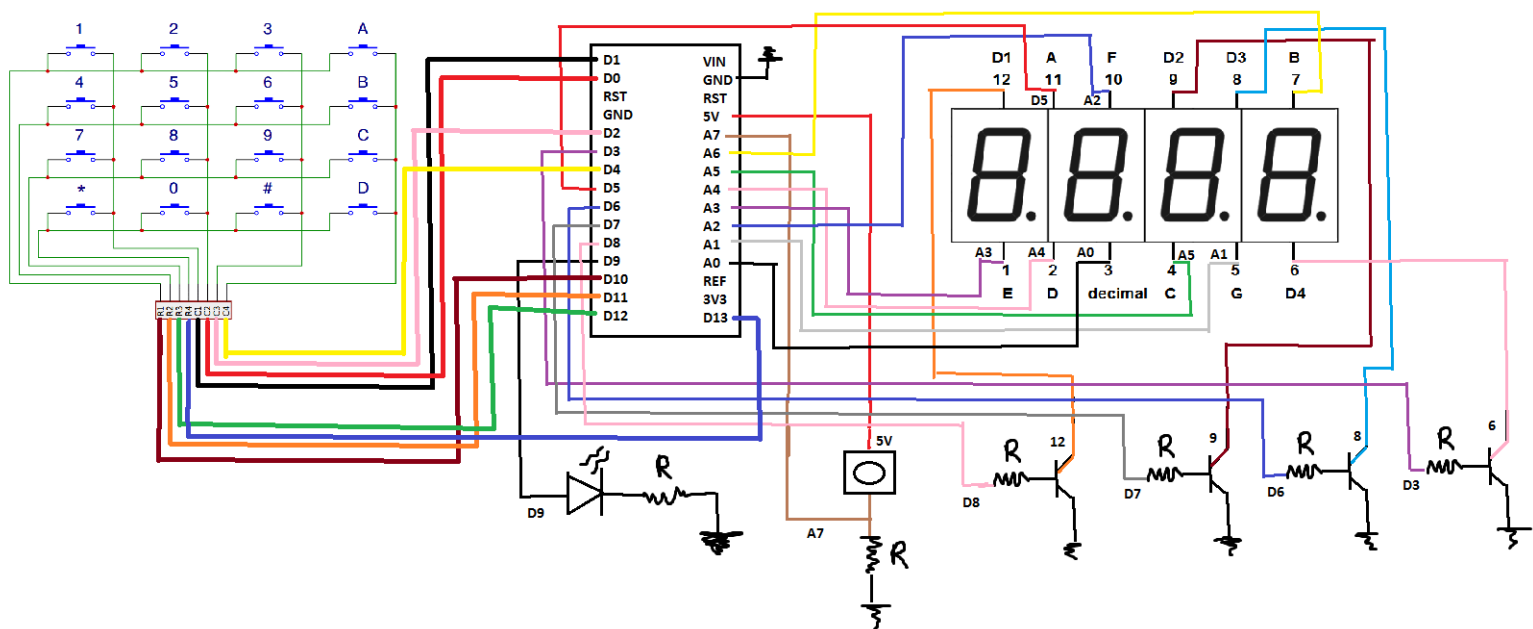 1 2 3 A
4 5 6 B
7 8 9 C
* 0 # D
R1 R2 R3 R4 C1 C2 C3 C4
D1
D0
RST
GND
D2
D3
D4
D5
D6
D7
D8
D9
D10
D11
D12
VIN
GND
RST
5V
A7
A6
A5
A4
A3
A2
A1
A0
REF
3V3
D13
D1 A F D2 D3 B
12 11 10 9 8 7
D5 A2
8. 8. 8. 8.
A3 A4 A0 A5 A1
1 2 3 4 5 6
E D decimal C G D4
D9
R
5V
A7
R
D8
R
12
D7
R
9
D6
R
8
D3
R
6